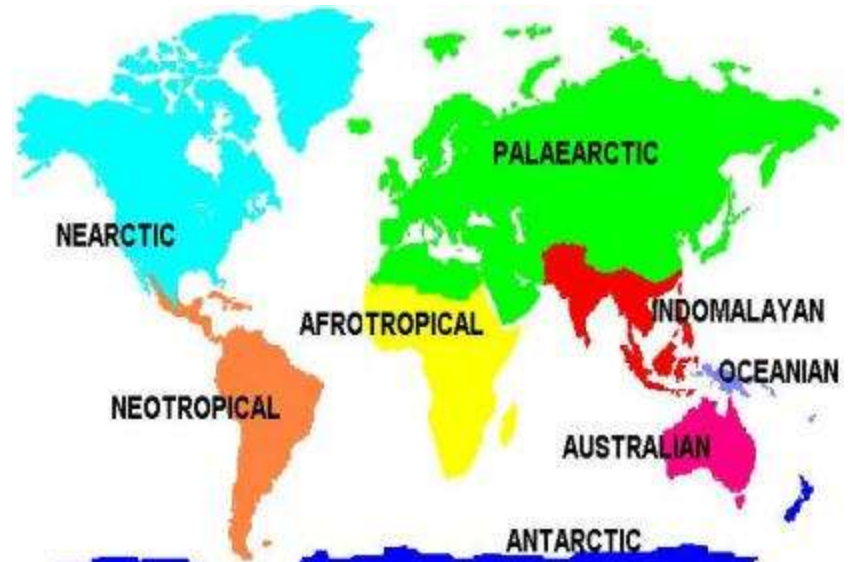 PALAEARCTIC
NEARCTIC
INDOMALAYAN
AFROTROPICAL
OCEANIAN
NEOTROPICAL
AUSTRALIAN
ANTARCTIC